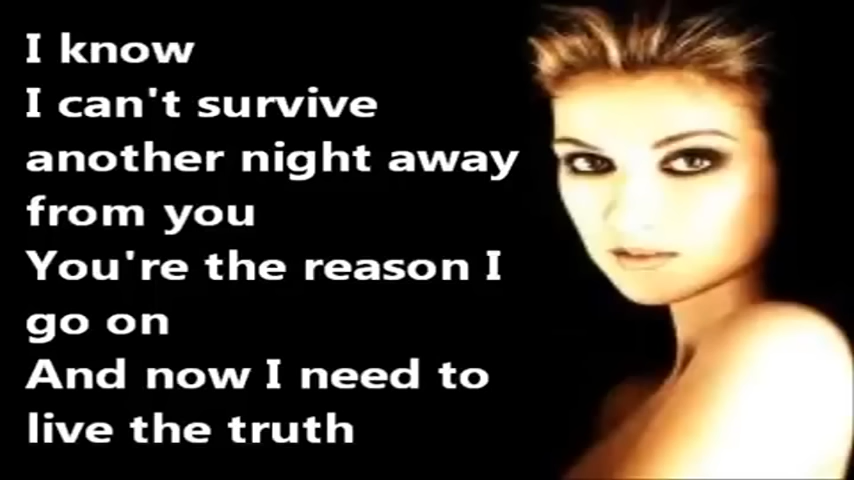 I know
I can't survive
another night away
from you
You're the reason I
go on
And now I need to
live the truth